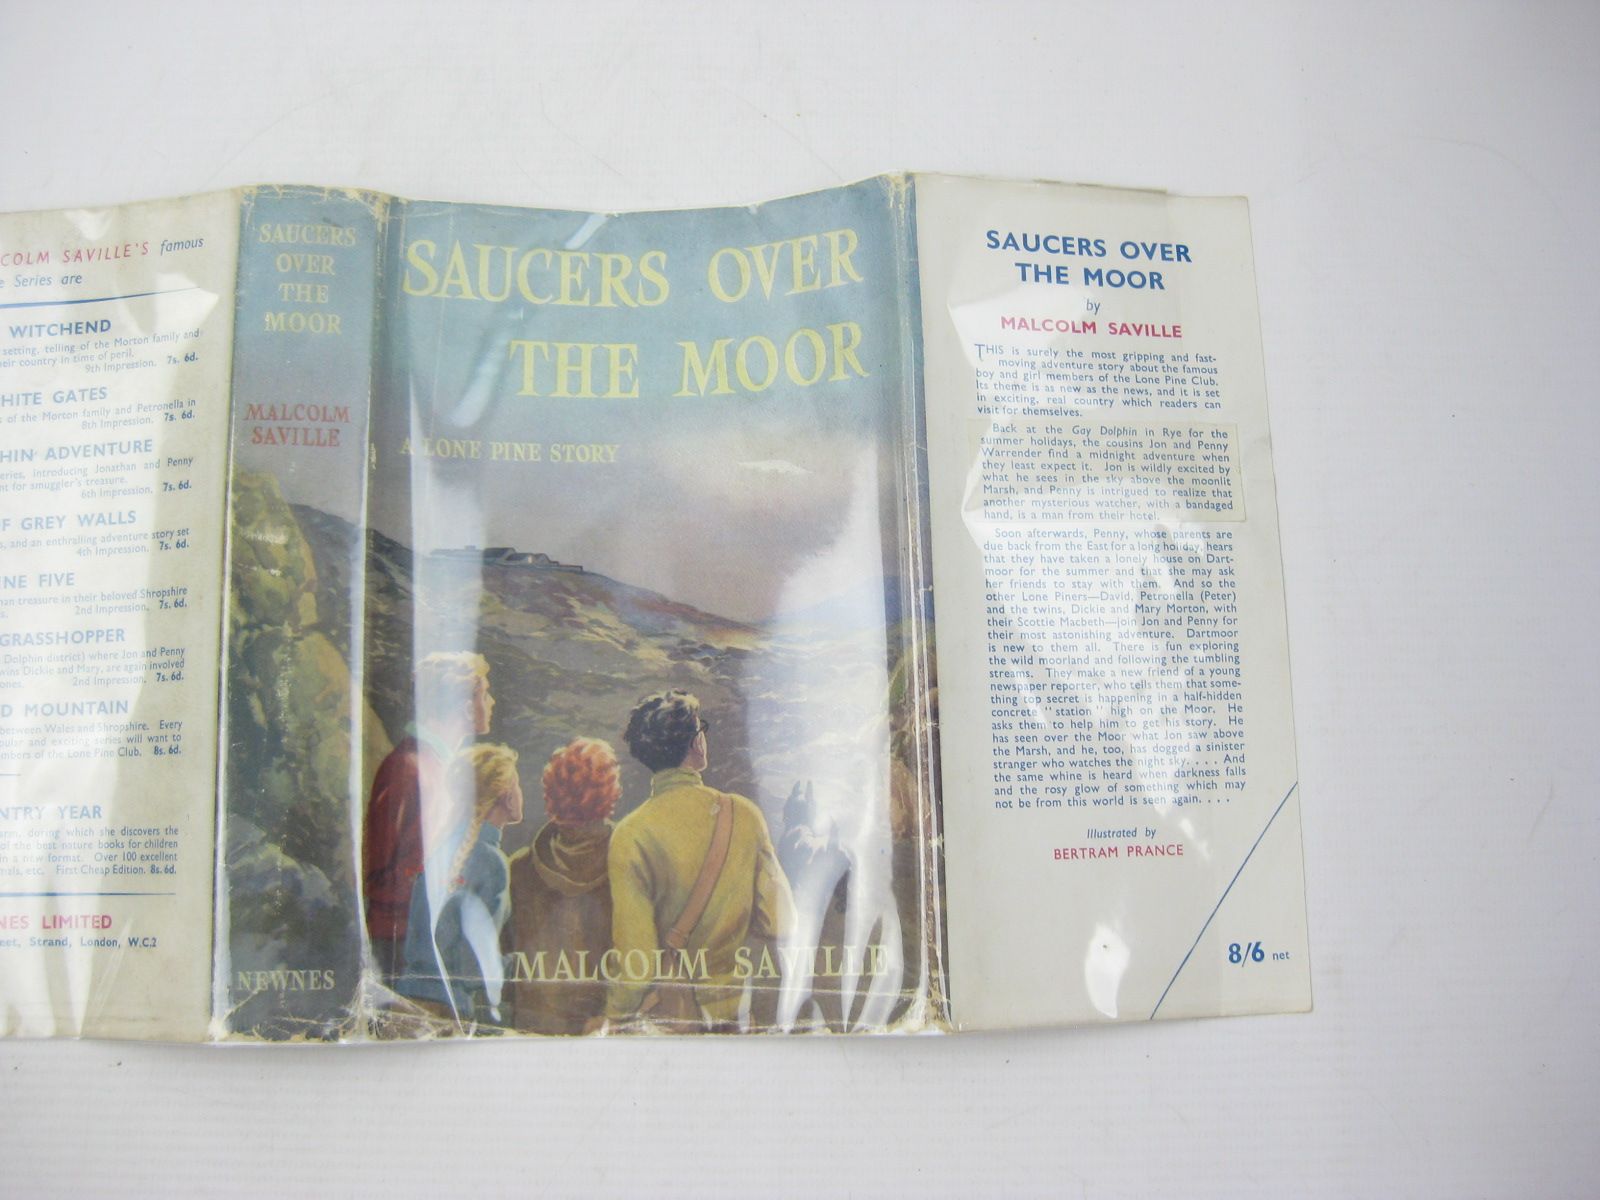 COLM SAVILLE'S famous
Series are
WITCHEND
setting, telling of the Morton family and
their country in time of peril.
9th Impression. 7s. 6d.
HITE GATES
of the Morton family and Petronella in
8th Impression. 7s. 6d.
HIN ADVENTURE
eries, introducing Jonathan and Penny
nt for smuggler's treasure.
6th Impression. 7s. 6d.
F GREY WALLS
s, and an enthralling adventure story set
4th Impression. 7s. 6d.
NE FIVE
man treasure in their beloved Shropshire
2nd Impression. 7s. 6d.
GRASSHOPPER
Dolphin district) where Jon and Penny
wins Dickie and Mary, are again involved
ones. 2nd Impression. 7s. 6d.
D MOUNTAIN
between Wales and Shropshire. Every
pular and exciting series will want to
mbers of the Lone Pine Club. 8s. 6d.
NTRY YEAR
arm, during which she discovers the
of the best nature books for children
in a new format. Over 100 excellent
mals, etc. First Cheap Edition. 8s. 6d.
NES LIMITED
eet, Strand, London, W.C.2
SAUCERS
OVER
THE
MOOR
MALCOLM
SAVILLE
NEWNES
SAUCERS OVER
THE MOOR
A LONE PINE STORY
MALCOLM SAVILLE
SAUCERS OVER
THE MOOR
by
MALCOLM SAVILLE
THIS is surely the most gripping and fast-
moving adventure story about the famous
boy and girl members of the Lone Pine Club.
Its theme is as new as the news, and it is set
in exciting, real country which readers can
visit for themselves.
Back at the Gay Dolphin in Rye for the
summer holidays, the cousins Jon and Penny
Warrender find a midnight adventure when
they least expect it. Jon is wildly excited by
what he sees in the sky above the moonlit
Marsh, and Penny is intrigued to realize that
another mysterious watcher, with a bandaged
hand, is a man from their hotel.
Soon afterwards, Penny, whose parents are
due back from the East for a long holiday, hears
that they have taken a lonely house on Dart-
moor for the summer and that she may ask
her friends to stay with them. And so the
other Lone Piners—David, Petronella (Peter)
and the twins, Dickie and Mary Morton, with
their Scottie Macbeth—join Jon and Penny for
their most astonishing adventure. Dartmoor
is new to them all. There is fun exploring
the wild moorland and following the tumbling
streams. They make a new friend of a young
newspaper reporter, who tells them that some-
thing top secret is happening in a half-hidden
concrete "station" high on the Moor. He
asks them to help him to get his story. He
has seen over the Moor what Jon saw above
the Marsh, and he, too, has dogged a sinister
stranger who watches the night sky. . . . And
the same whine is heard when darkness falls
and the rosy glow of something which may
not be from this world is seen again. . . .
Illustrated by
BERTRAM PRANCE
8/6 net